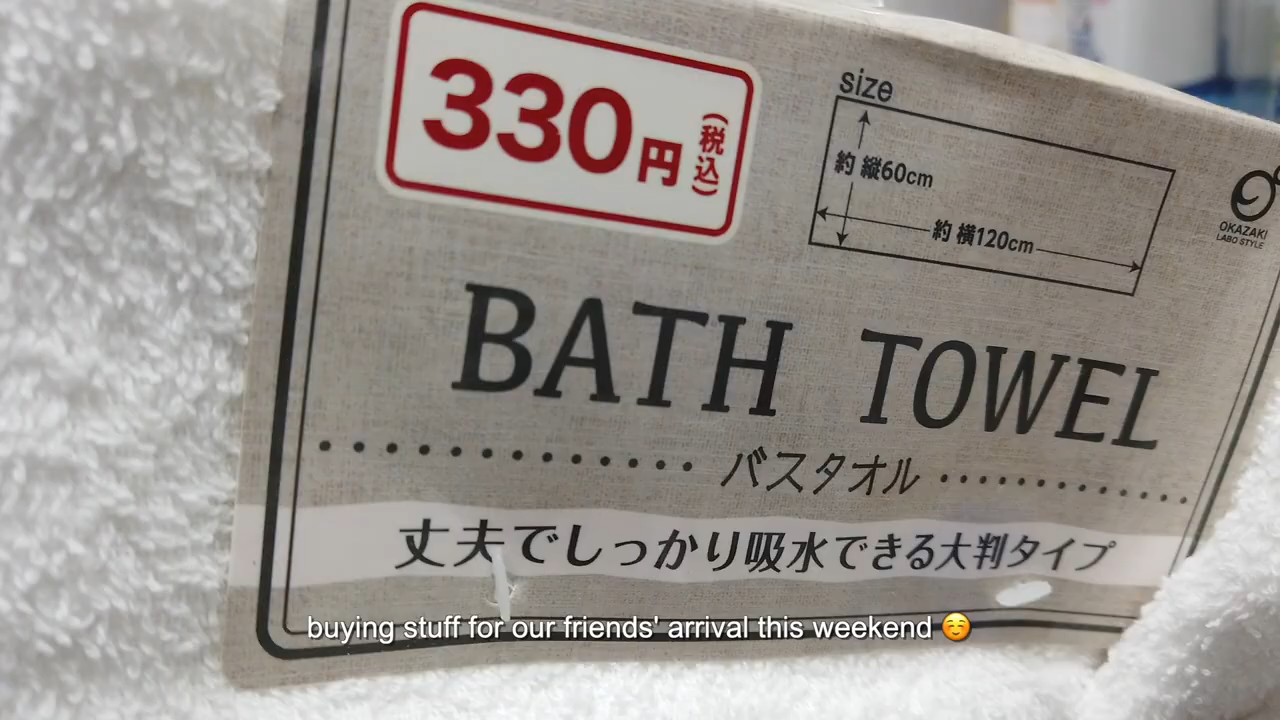 330円(税込)
size
約 縦60cm
約 横120cm
OKAZAKI
LABO STYLE
BATH TOWEL
バスタオル
丈夫でしっかり吸水できる大判タイプ
buying stuff for our friends' arrival this weekend ☺️